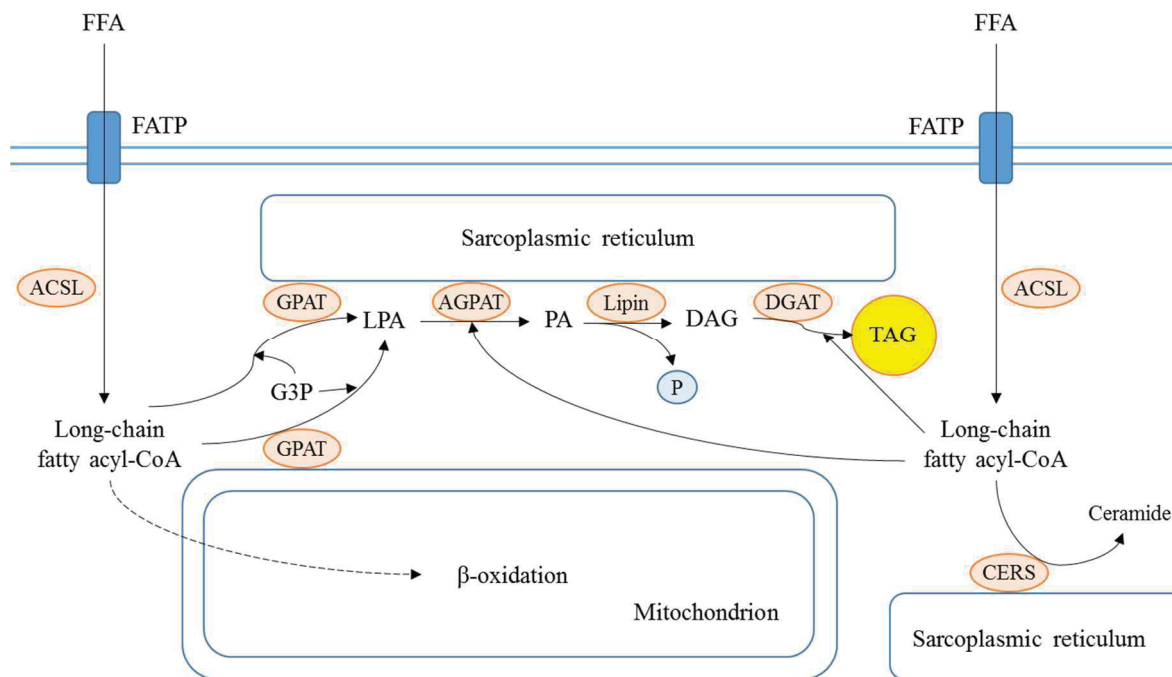 FFA
FFA
FATP
FATP
Sarcoplasmic reticulum
ACSL
GPAT
AGPAT
Lipin
DGAT
ACSL
LPA
PA
DAG
TAG
G3P
P
Long-chain
fatty acyl-CoA
GPAT
Long-chain
fatty acyl-CoA
Ceramide
β-oxidation
CERS
Mitochondrion
Sarcoplasmic reticulum